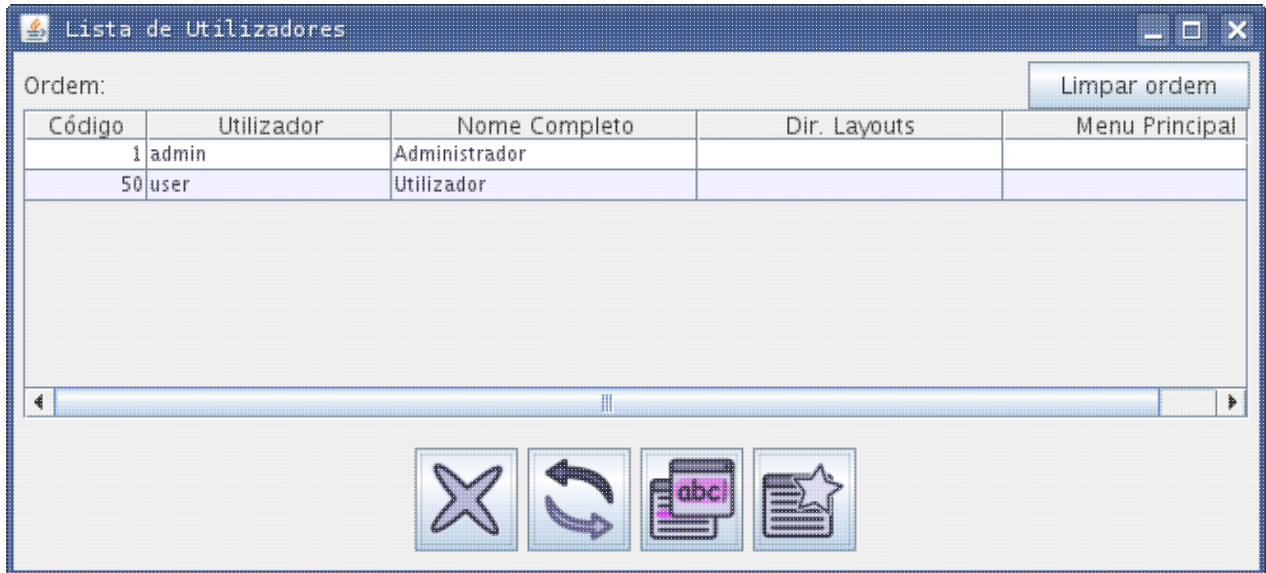 Lista de Utilizadores
Ordem: Limpar ordem
Código Utilizador Nome Completo Dir. Layouts Menu Principal
1 admin Administrador
50 user Utilizador
abc